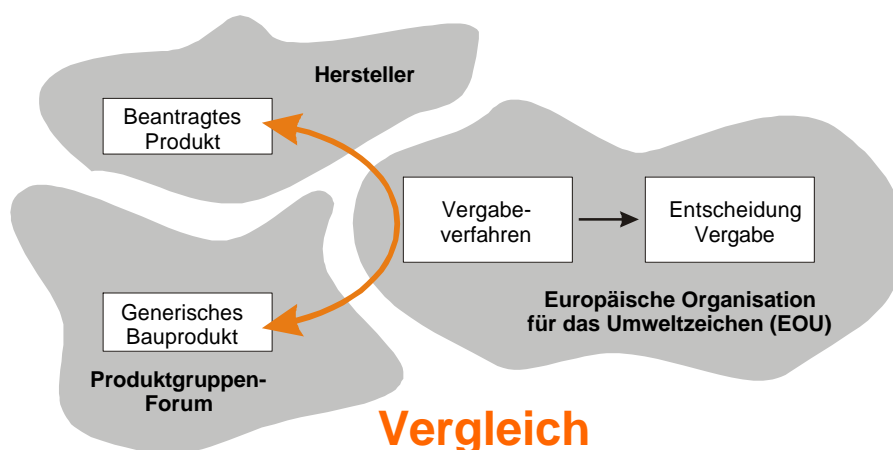 Hersteller
Beantragtes
Produkt
Vergabe-
verfahren
Entscheidung
Vergabe
Europäische Organisation
für das Umweltzeichen (EOU)
Generisches
Bauprodukt
Produktgruppen-
Forum
Vergleich